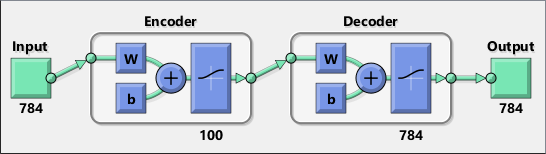 Encoder Decoder
Input Output
W W
b b
784 784
100 784